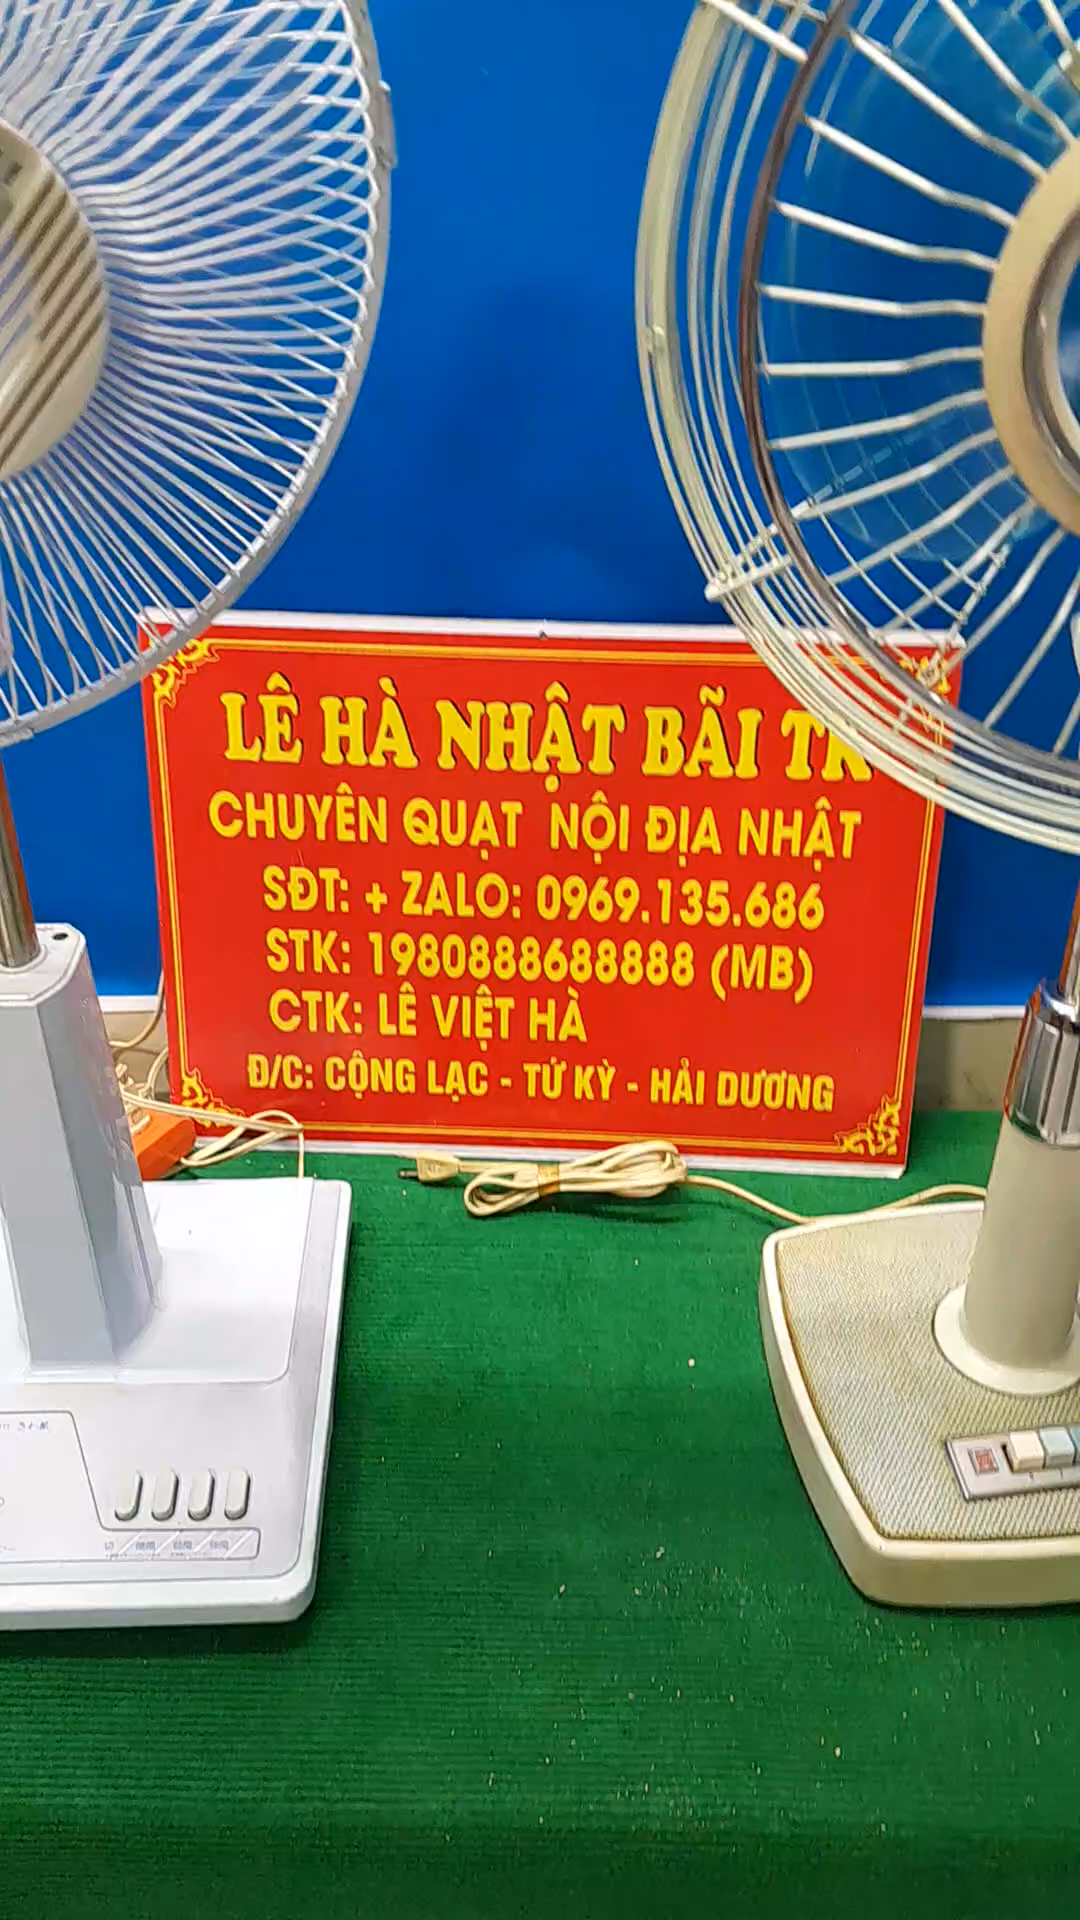 LÊ HÀ NHẬT BÃI TK
CHUYÊN QUẠT NỘI ĐỊA NHẬT
SĐT: + ZALO: 0969.135.686
STK: 1980888688888 (MB)
CTK: LÊ VIỆT HÀ
Đ/C: CỘNG LẠC - TỨ KỲ - HẢI DƯƠNG